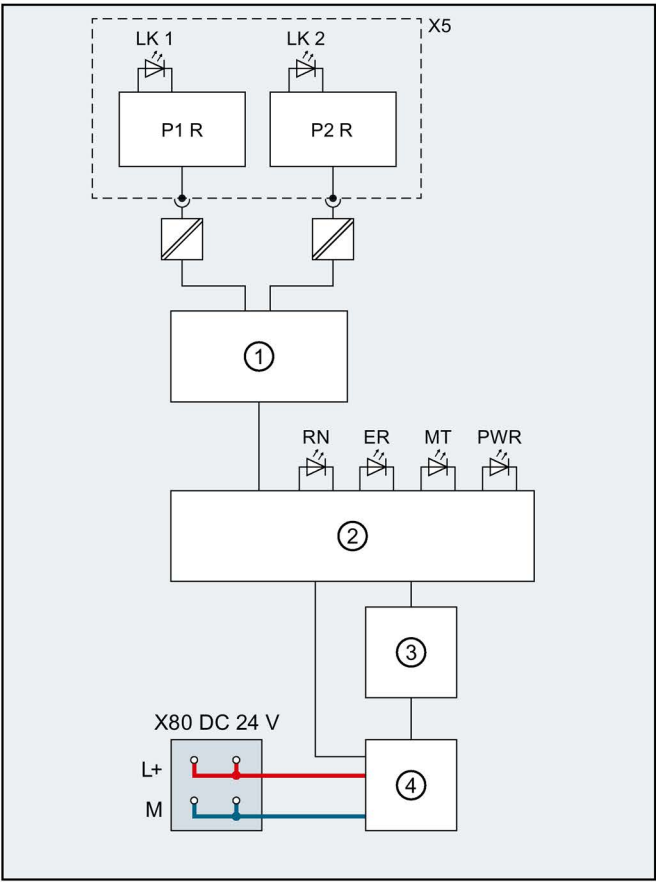 X5
LK 1 LK 2
P1 R P2 R
1
RN ER MT PWR
2
3
X80 DC 24 V
L+
4
M